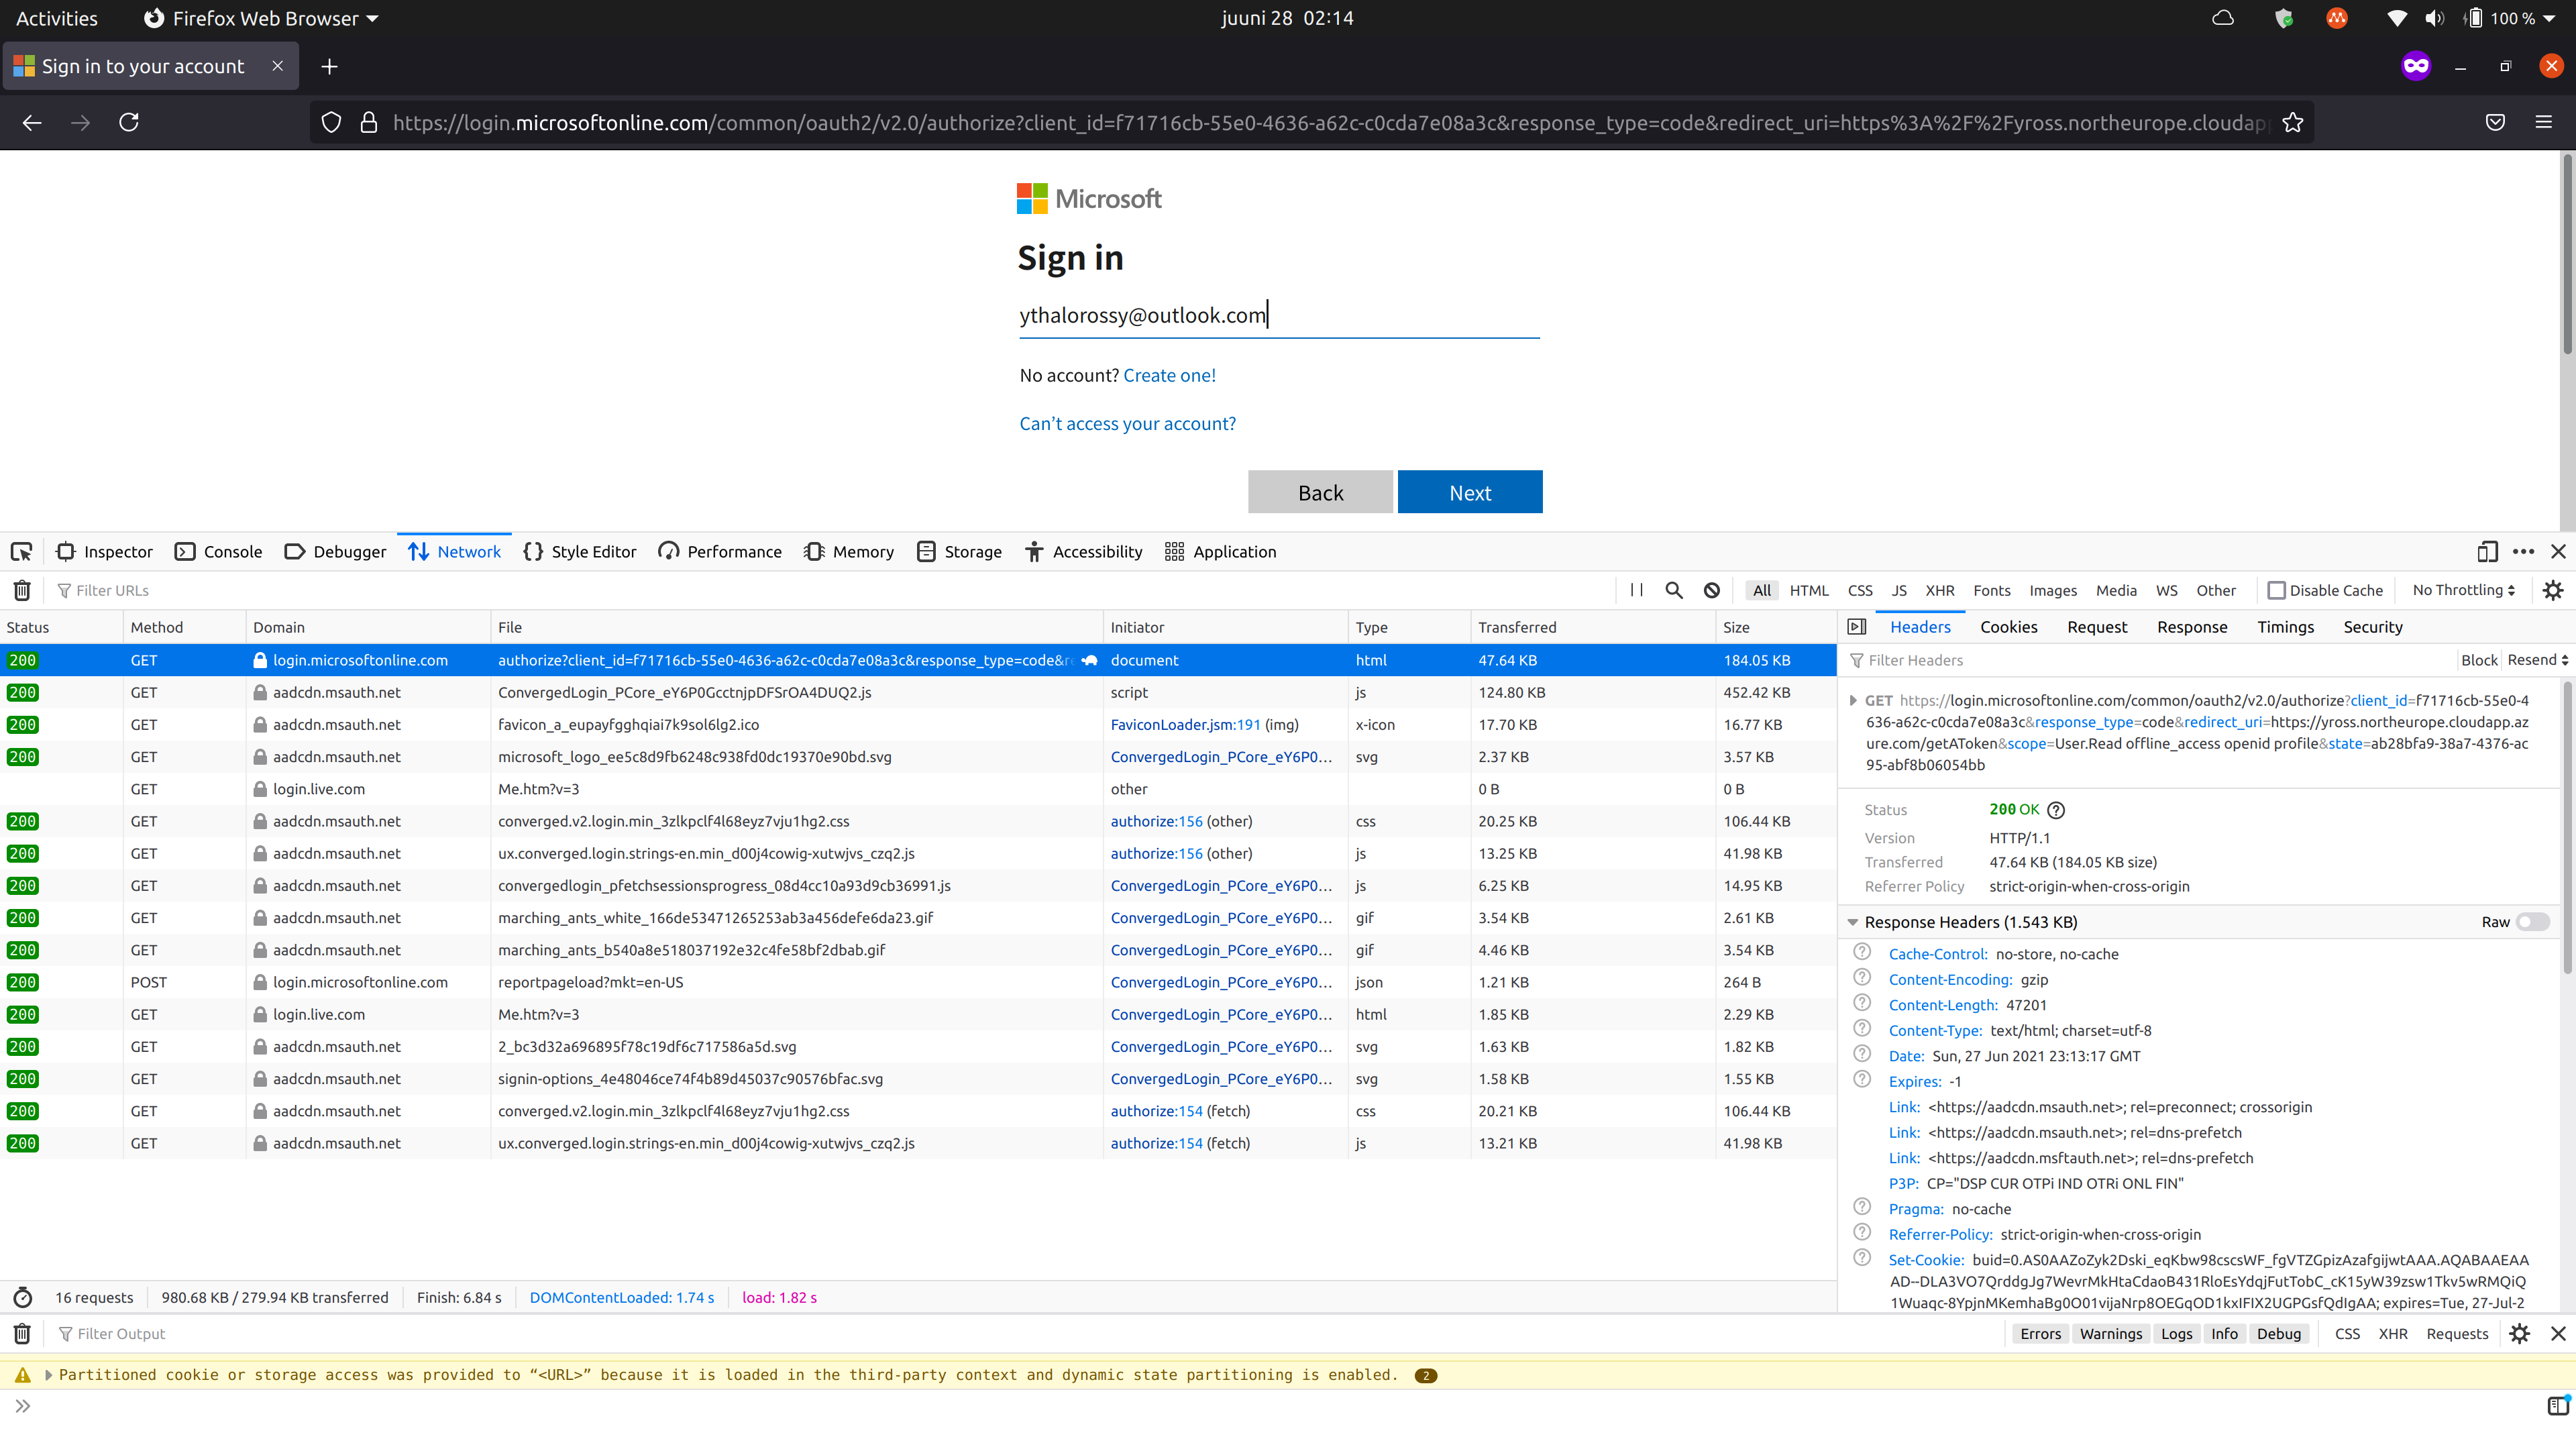 Activities Firefox Web Browser juuni 28 02:14 100 %
Sign in to your account
https://login.microsoftonline.com/common/oauth2/v2.0/authorize?client_id=f71716cb-55e0-4636-a62c-c0cda7e08a3c&response_type=code&redirect_uri=https%3A%2F%2Fyross.northeurope.cloudap
Microsoft
Sign in
ythalorossy@outlook.com
No account? Create one!
Can't access your account?
Back Next
Inspector Console Debugger Network Style Editor Performance Memory Storage Accessibility Application
Filter URLs All HTML CSS JS XHR Fonts Images Media WS Other Disable Cache No Throttling
Status Method Domain File Initiator Type Transferred Size
200 GET login.microsoftonline.com authorize?client_id=f71716cb-55e0-4636-a62c-c0cda7e08a3c&response_type=code&r document html 47.64 KB 184.05 KB
200 GET aadcdn.msauth.net ConvergedLogin_PCore_eY6P0GcctnjpDFSrOA4DUQ2.js script js 124.80 KB 452.42 KB
200 GET aadcdn.msauth.net favicon_a_eupayfgghqiai7k9sol6lg2.ico FaviconLoader.jsm:191 (img) x-icon 17.70 KB 16.77 KB
200 GET aadcdn.msauth.net microsoft_logo_ee5c8d9fb6248c938fd0dc19370e90bd.svg ConvergedLogin_PCore_eY6P0... svg 2.37 KB 3.57 KB
GET login.live.com Me.htm?v=3 other 0 B 0 B
200 GET aadcdn.msauth.net converged.v2.login.min_3zlkpclf4l68eyz7vju1hg2.css authorize:156 (other) css 20.25 KB 106.44 KB
200 GET aadcdn.msauth.net ux.converged.login.strings-en.min_d00j4cowig-xutwjvs_czq2.js authorize:156 (other) js 13.25 KB 41.98 KB
200 GET aadcdn.msauth.net convergedlogin_pfetchsessionsprogress_08d4cc10a93d9cb36991.js ConvergedLogin_PCore_eY6P0... js 6.25 KB 14.95 KB
200 GET aadcdn.msauth.net marching_ants_white_166de53471265253ab3a456defe6da23.gif ConvergedLogin_PCore_eY6P0... gif 3.54 KB 2.61 KB
200 GET aadcdn.msauth.net marching_ants_b540a8e518037192e32c4fe58bf2dbab.gif ConvergedLogin_PCore_eY6P0... gif 4.46 KB 3.54 KB
200 POST login.microsoftonline.com reportpageload?mkt=en-US ConvergedLogin_PCore_eY6P0... json 1.21 KB 264 B
200 GET login.live.com Me.htm?v=3 ConvergedLogin_PCore_eY6P0... html 1.85 KB 2.29 KB
200 GET aadcdn.msauth.net 2_bc3d32a696895f78c19df6c717586a5d.svg ConvergedLogin_PCore_eY6P0... svg 1.63 KB 1.82 KB
200 GET aadcdn.msauth.net signin-options_4e48046ce74f4b89d45037c90576bfac.svg ConvergedLogin_PCore_eY6P0... svg 1.58 KB 1.55 KB
200 GET aadcdn.msauth.net converged.v2.login.min_3zlkpclf4l68eyz7vju1hg2.css authorize:154 (fetch) css 20.21 KB 106.44 KB
200 GET aadcdn.msauth.net ux.converged.login.strings-en.min_d00j4cowig-xutwjvs_czq2.js authorize:154 (fetch) js 13.21 KB 41.98 KB
16 requests 980.68 KB / 279.94 KB transferred Finish: 6.84 s DOMContentLoaded: 1.74 s load: 1.82 s
Headers Cookies Request Response Timings Security
Filter Headers Block Resend
GET https://login.microsoftonline.com/common/oauth2/v2.0/authorize?client_id=f71716cb-55e0-4
636-a62c-c0cda7e08a3c&response_type=code&redirect_uri=https://yross.northeurope.cloudapp.az
ure.com/getAToken&scope=User.Read offline_access openid profile&state=ab28bfa9-38a7-4376-ac
95-abf8b06054bb
Status 200 OK
Version HTTP/1.1
Transferred 47.64 KB (184.05 KB size)
Referrer Policy strict-origin-when-cross-origin
Response Headers (1.543 KB) Raw
Cache-Control: no-store, no-cache
Content-Encoding: gzip
Content-Length: 47201
Content-Type: text/html; charset=utf-8
Date: Sun, 27 Jun 2021 23:13:17 GMT
Expires: -1
Link: <https://aadcdn.msauth.net>; rel=preconnect; crossorigin
Link: <https://aadcdn.msauth.net>; rel=dns-prefetch
Link: <https://aadcdn.msftauth.net>; rel=dns-prefetch
P3P: CP="DSP CUR OTPi IND OTRi ONL FIN"
Pragma: no-cache
Referrer-Policy: strict-origin-when-cross-origin
Set-Cookie: buid=0.AS0AAZoZyk2Dski_eqKbw98cscsWF_fgVTZGpizAzafgijwtAAA.AQABAAEAA
AD--DLA3VO7QrddgJg7WevrMkHtaCdaoB431RloEsYdqjFutTobC_cK15yW39zsw1Tkv5wRMQiQ
1Wuaqc-8YpjnMKemhaBg0O01vijaNrp8OEGqOD1kxIFIX2UGPGsfQdIgAA; expires=Tue, 27-Jul-2
Filter Output Errors Warnings Logs Info Debug CSS XHR Requests
Partitioned cookie or storage access was provided to “<URL>” because it is loaded in the third-party context and dynamic state partitioning is enabled. 2